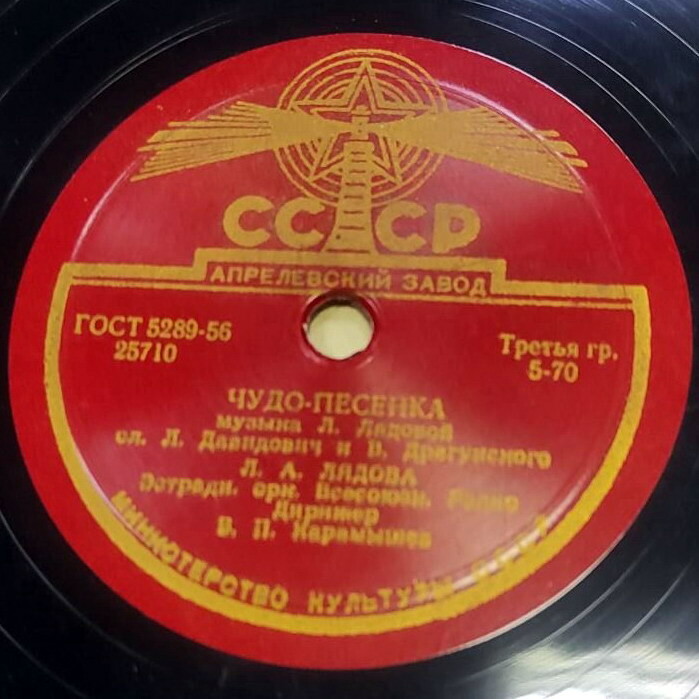 СССР
АПРЕЛЕВСКИЙ ЗАВОД
ГОСТ 5289-56
25710
Третья гр.
5-70
ЧУДО-ПЕСЕНКА
музыка Л. Лядовой
сл. Л. Давидович и В. Драгунского
Л. А. ЛЯДОВА
Эстрадн. орк. Всесоюзн. Радио
Дирижер
В. П. Карамышев
МИНИСТЕРСТВО КУЛЬТУРЫ СССР